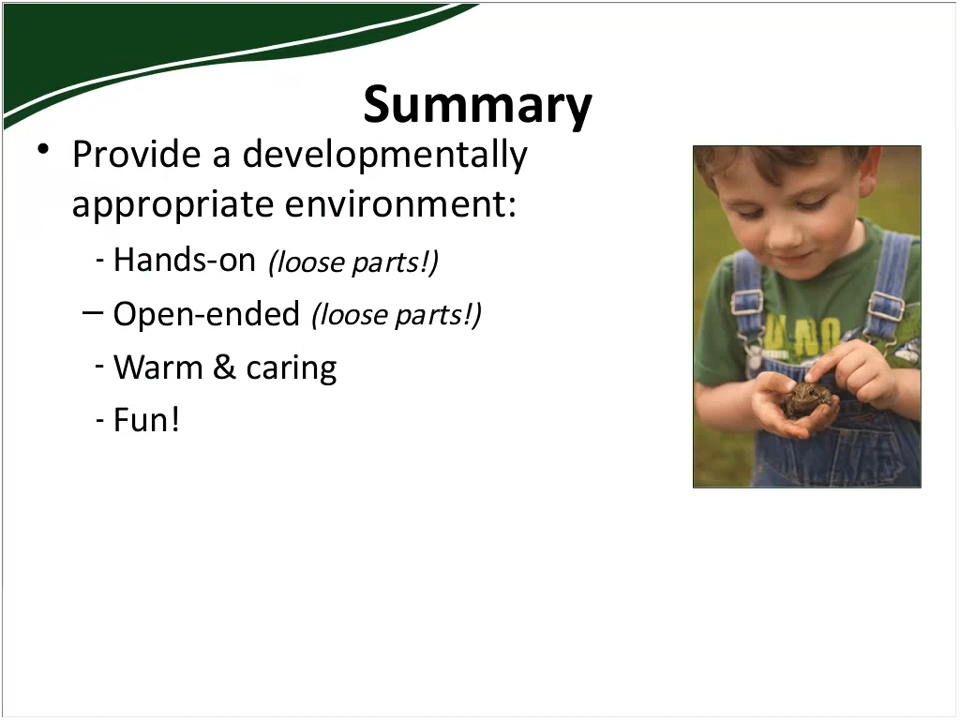 Summary
• Provide a developmentally
appropriate environment:
- Hands-on (loose parts!)
– Open-ended (loose parts!)
- Warm & caring
- Fun!